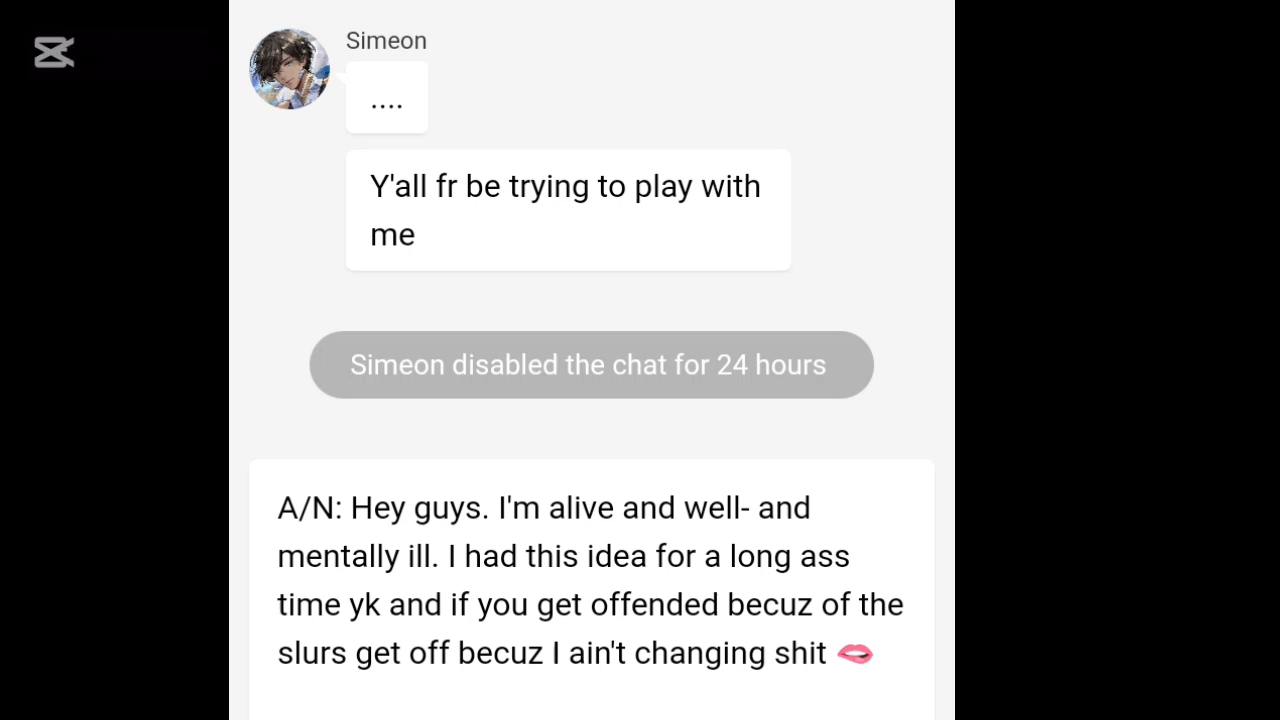 Simeon
....
Y'all fr be trying to play with
me
Simeon disabled the chat for 24 hours
A/N: Hey guys. I'm alive and well- and
mentally ill. I had this idea for a long ass
time yk and if you get offended becuz of the
slurs get off becuz I ain't changing shit 🫦